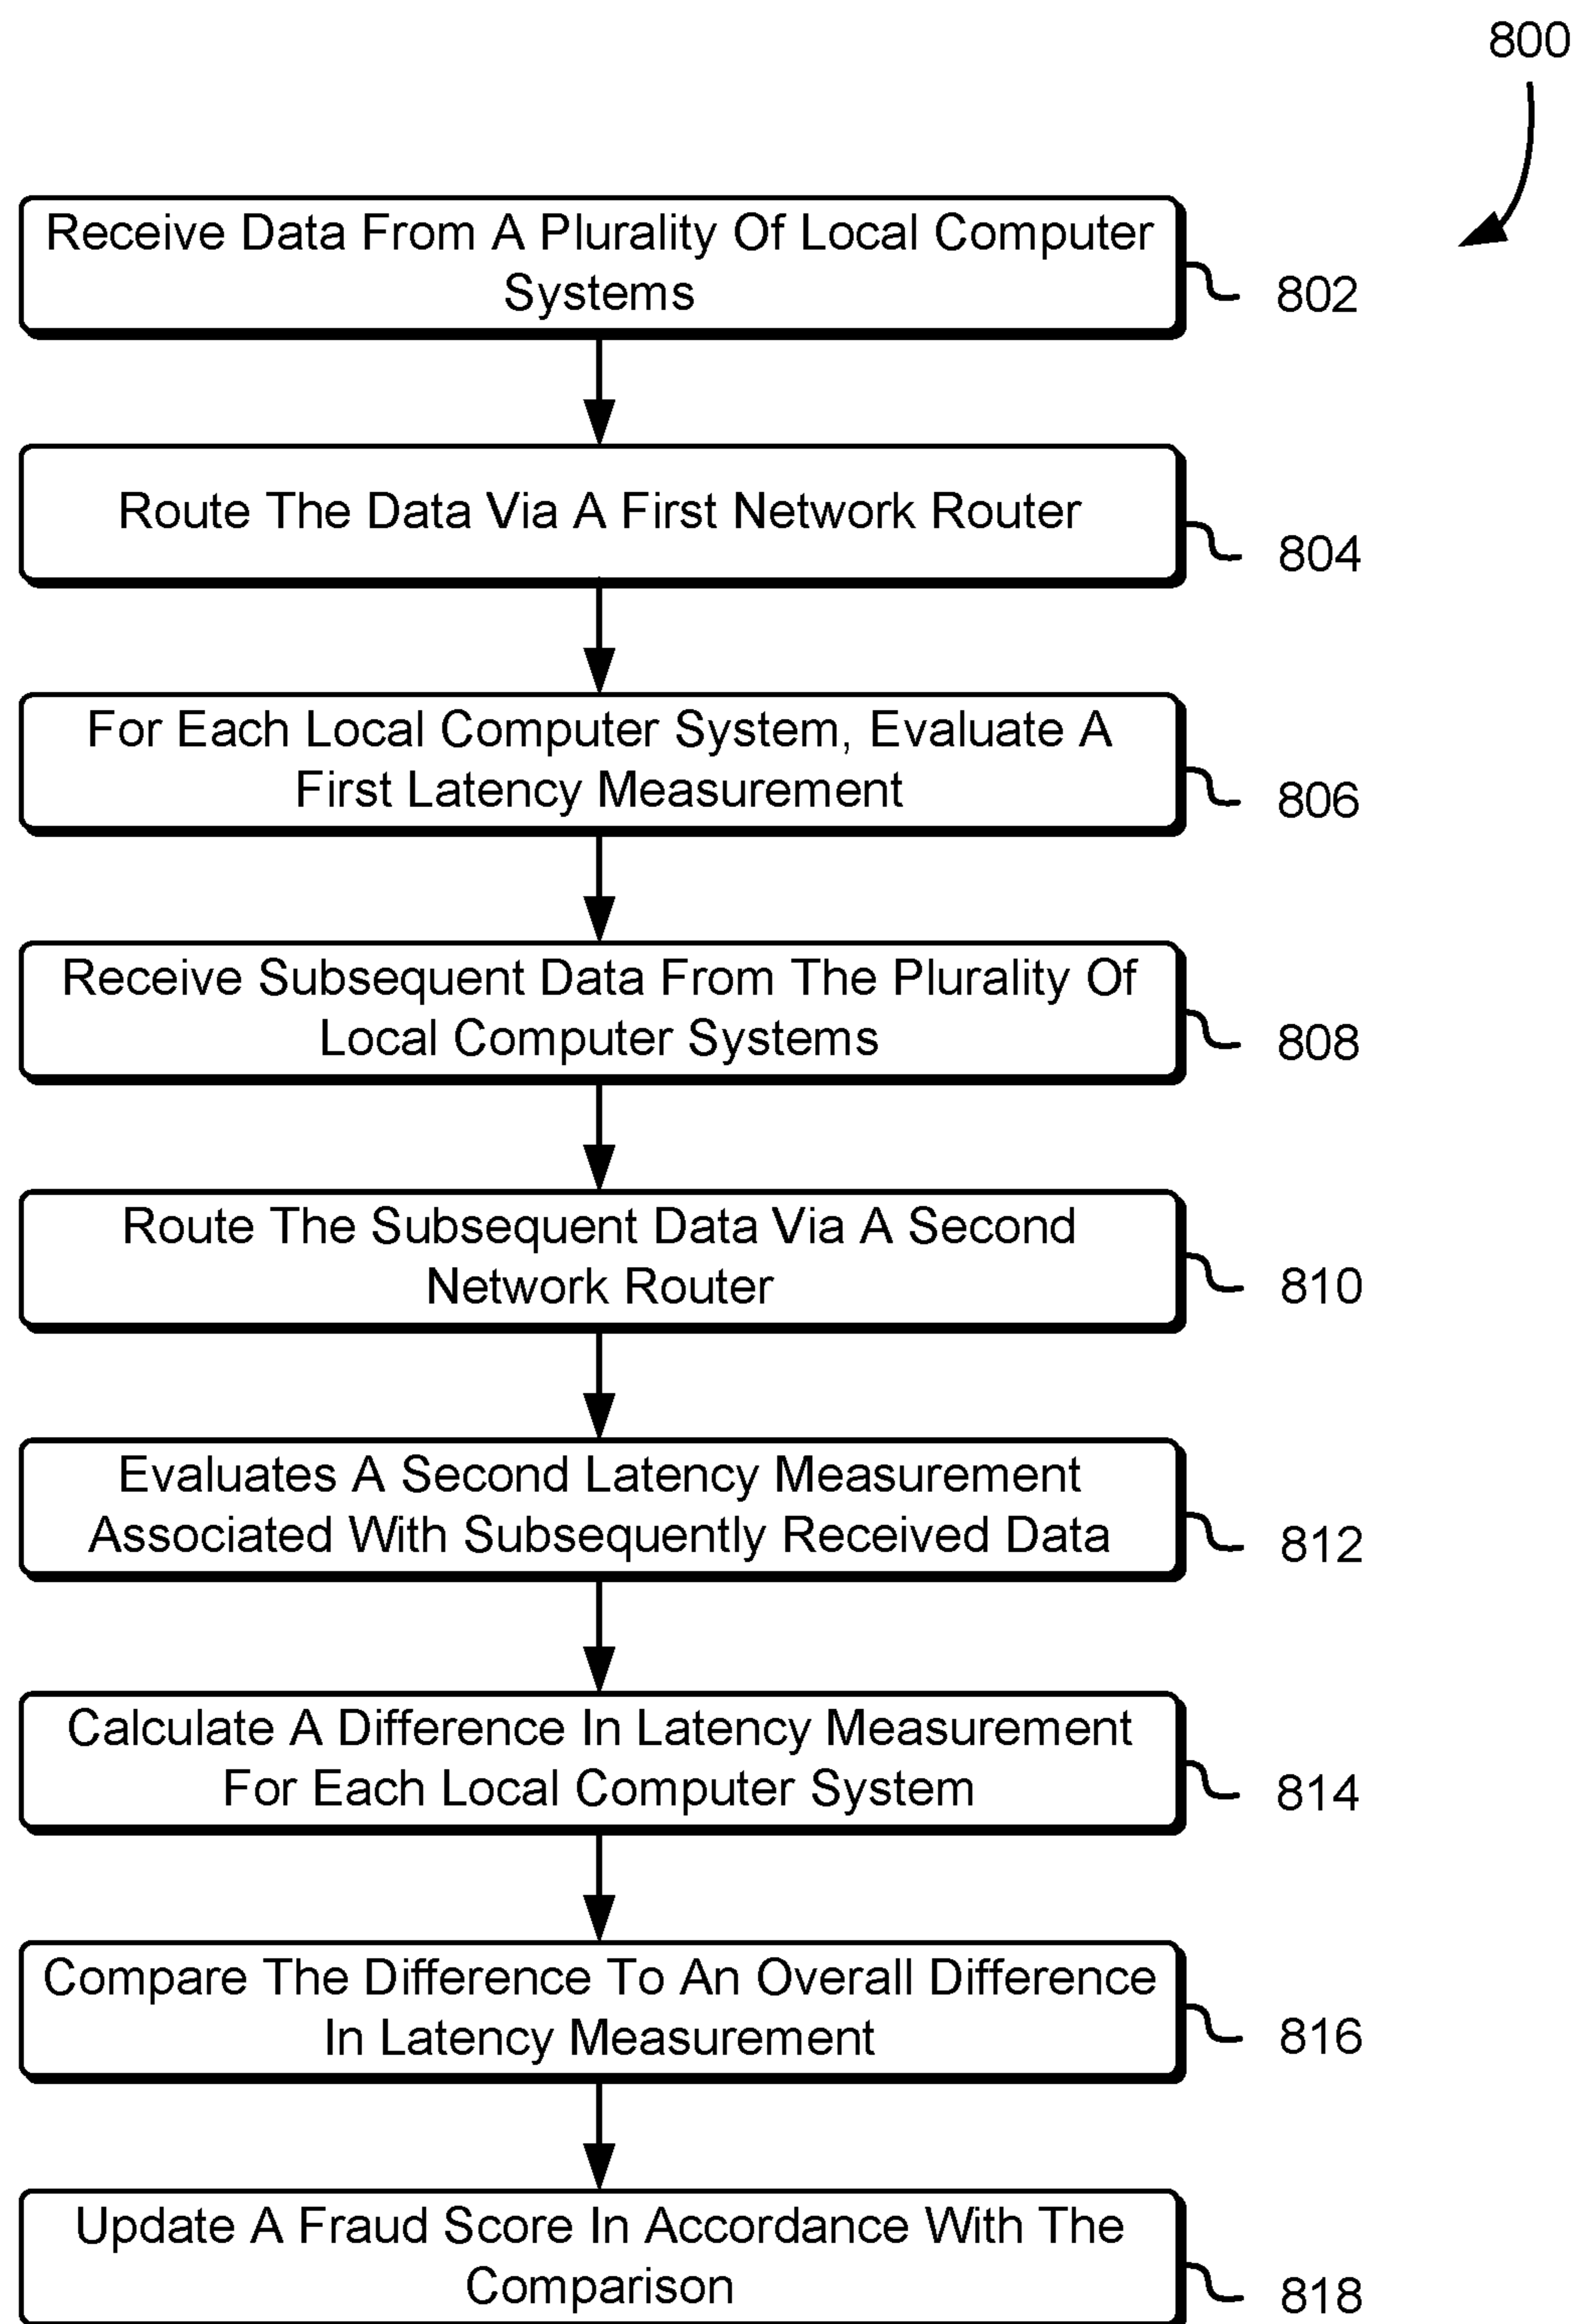 800
Receive Data From A Plurality Of Local Computer
Systems
802
Route The Data Via A First Network Router
804
For Each Local Computer System, Evaluate A
First Latency Measurement
806
Receive Subsequent Data From The Plurality Of
Local Computer Systems
808
Route The Subsequent Data Via A Second
Network Router
810
Evaluates A Second Latency Measurement
Associated With Subsequently Received Data
812
Calculate A Difference In Latency Measurement
For Each Local Computer System
814
Compare The Difference To An Overall Difference
In Latency Measurement
816
Update A Fraud Score In Accordance With The
Comparison
818